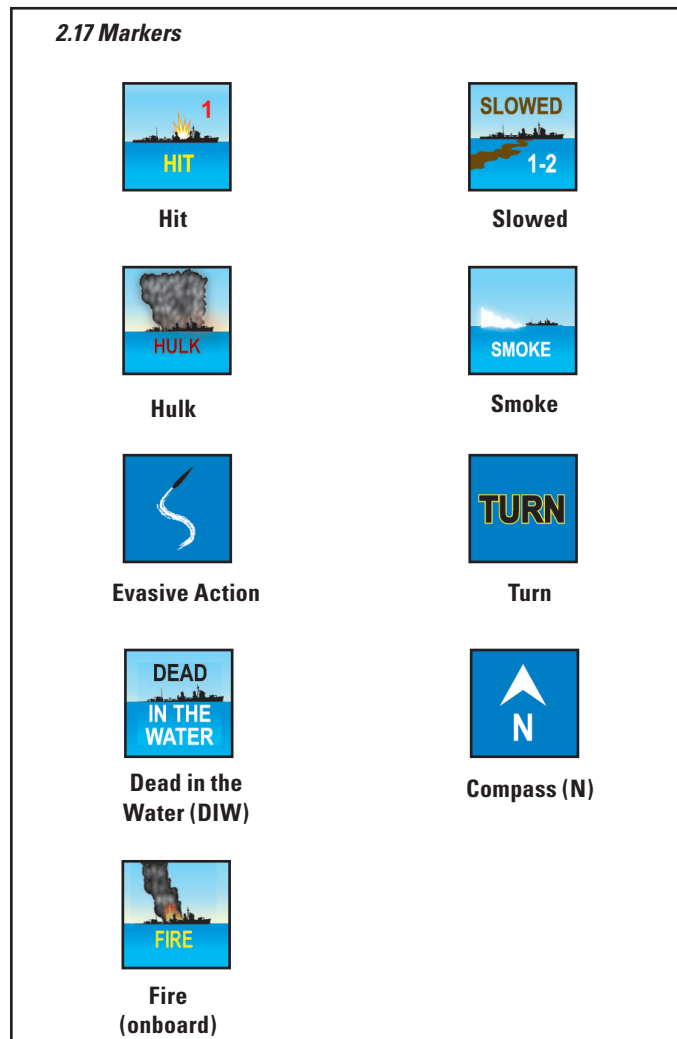 2.17 Markers
1
HIT
Hit
SLOWED
1-2
Slowed
HULK
Hulk
SMOKE
Smoke
Evasive Action
TURN
Turn
DEAD
IN THE
WATER
Dead in the
Water (DIW)
N
Compass (N)
FIRE
Fire
(onboard)